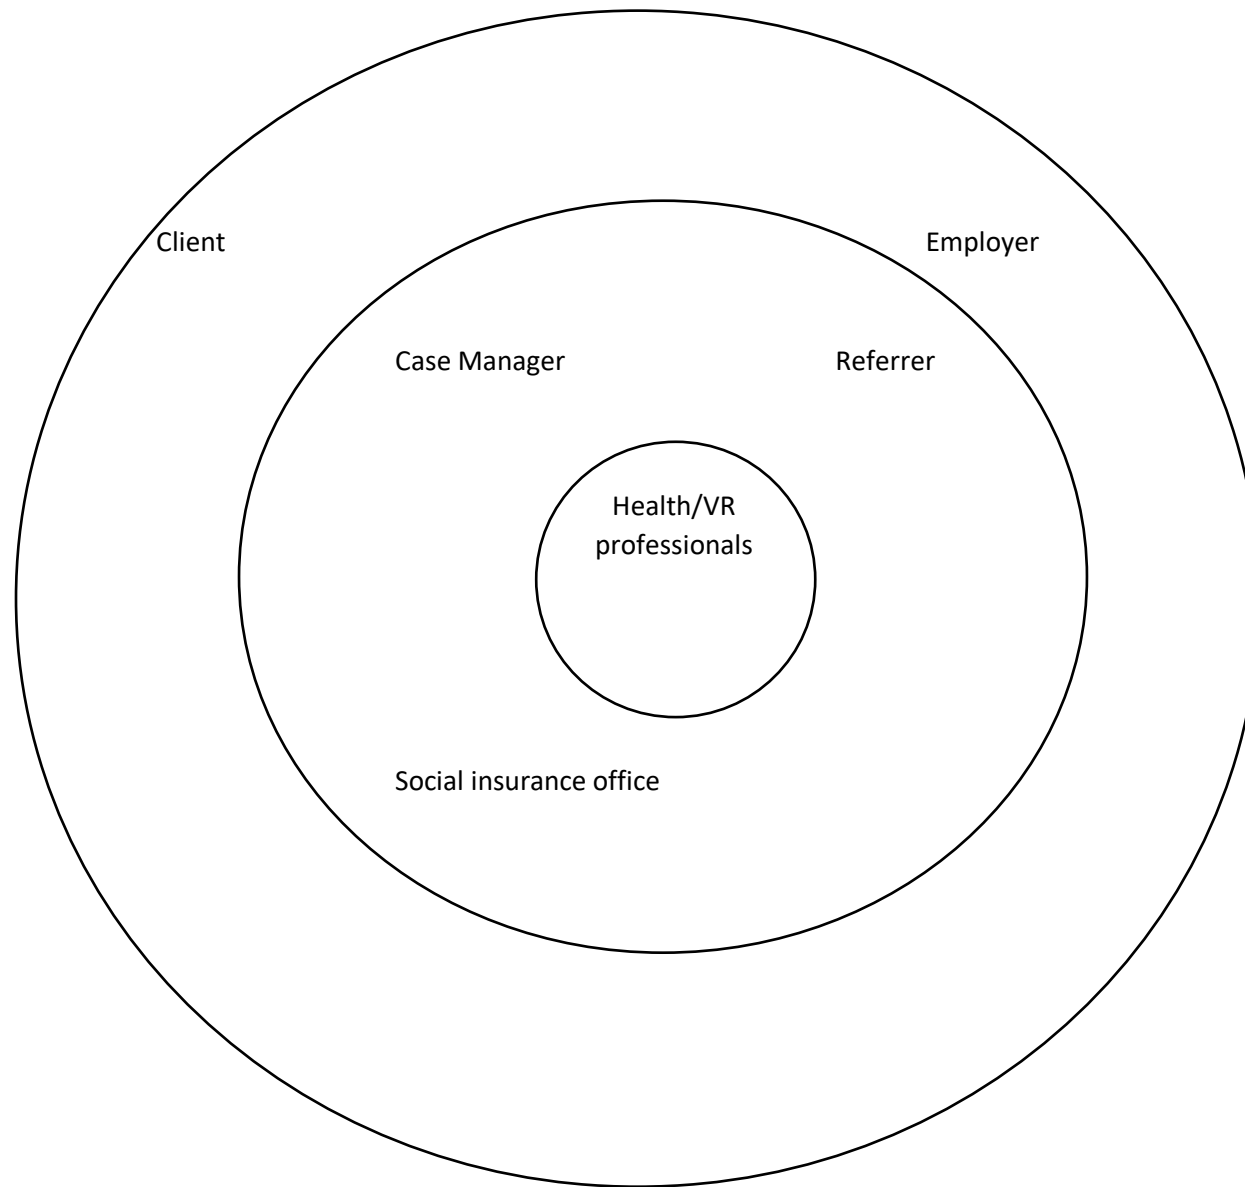 Client
Employer
Case Manager
Referrer
Health/VR
professionals
Social insurance office